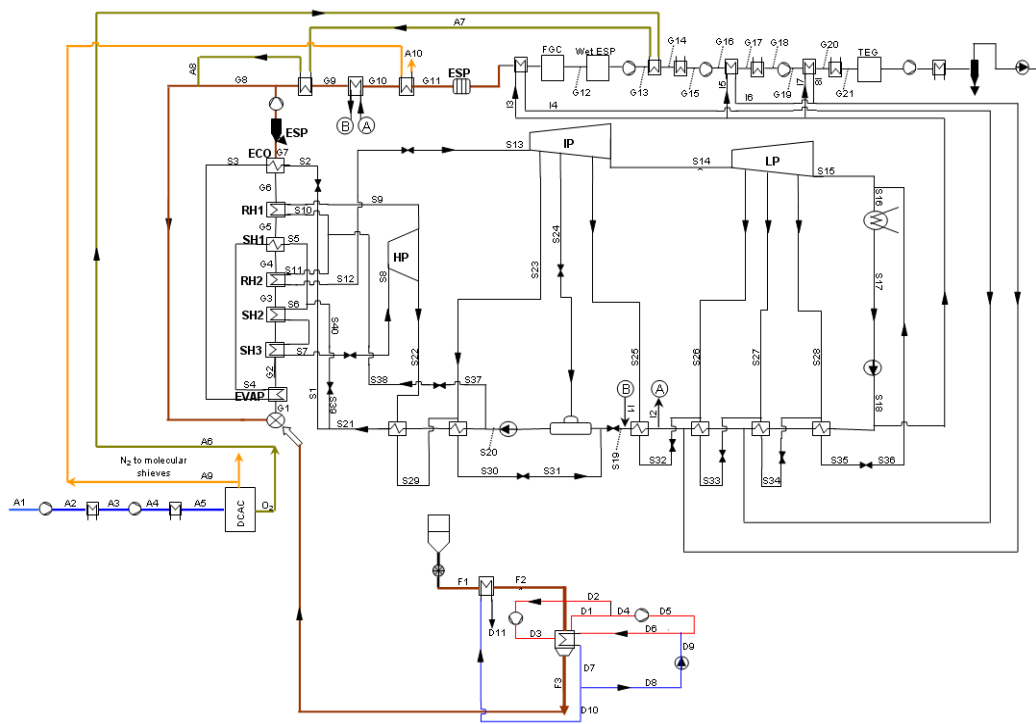 A7
A10
A8
G8
G9
G10
G11
ESP
FGC
Wet ESP
G12
G13
G14
G15
G16
G17
G18
G19
G20
G21
TEG
I3
I4
I5
I6
I7
I8
B
A
ESP
ECO
G7
S3
S2
G6
RH1
S9
S10
G5
SH1
S5
G4
S11
RH2
S12
G3
SH2
S6
S40
SH3
S7
G2
S4
EVAP
G1
S1
S39
S8
HP
S22
S13
IP
S14
LP
S15
S16
S17
S18
S23
S24
S25
S26
S27
S28
S38
S37
S21
S20
S19
B
A
I1
I2
S29
S30
S31
S32
S33
S34
S35
S36
A6
N2 to molecular
shieves
A9
A1
A2
A3
A4
A5
DCAC
O2
F1
F2
F3
D1
D2
D3
D4
D5
D6
D7
D8
D9
D10
D11